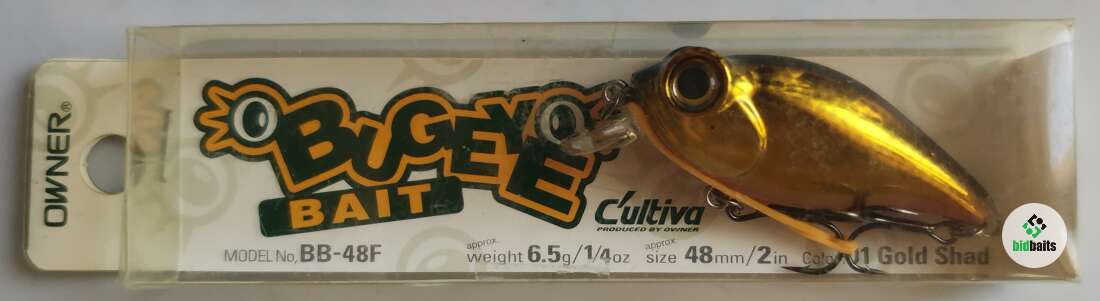 OWNER®
BUGEYE
BAIT
C'ultiva
PRODUCED BY OWNER
MODEL No. BB-48F approx. weight 6.5g/1/4oz approx. size 48mm/2in Color 01 Gold Shad
bidbaits